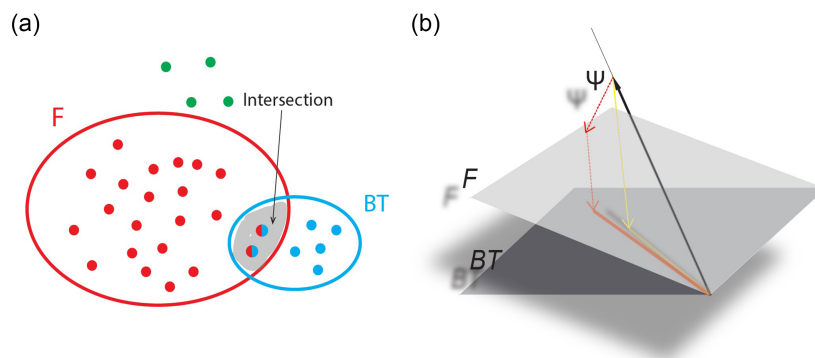 (a)
(b)
F
Intersection
BT
Ψ
F
BT